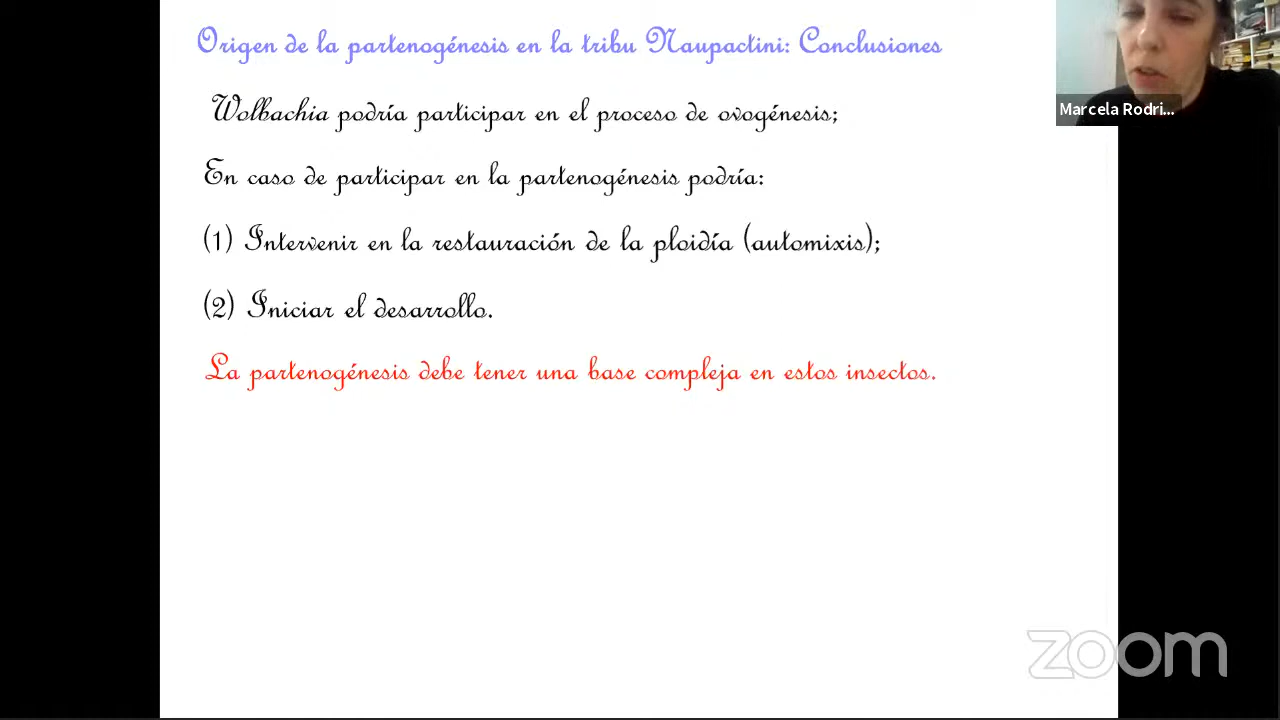 Origen de la partenogénesis en la tribu Naupactini: Conclusiones
Marcela Rodri...
Wolbachia podría participar en el proceso de ovogénesis;
En caso de participar en la partenogénesis podría:
(1) Intervenir en la restauración de la ploidía (automixis);
(2) Iniciar el desarrollo.
La partenogénesis debe tener una base compleja en estos insectos.
zoom